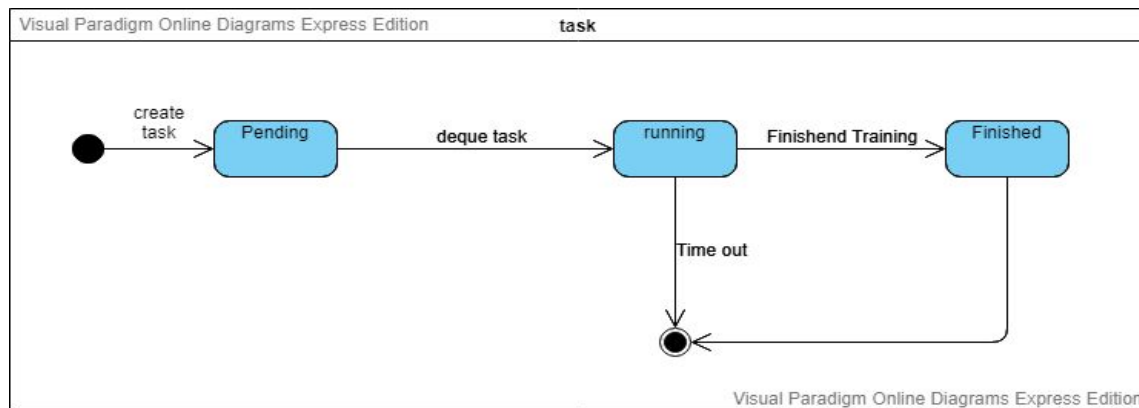 Visual Paradigm Online Diagrams Express Edition
task
create
task
Pending
deque task
running
Finishend Training
Finished
Time out
Visual Paradigm Online Diagrams Express Edition